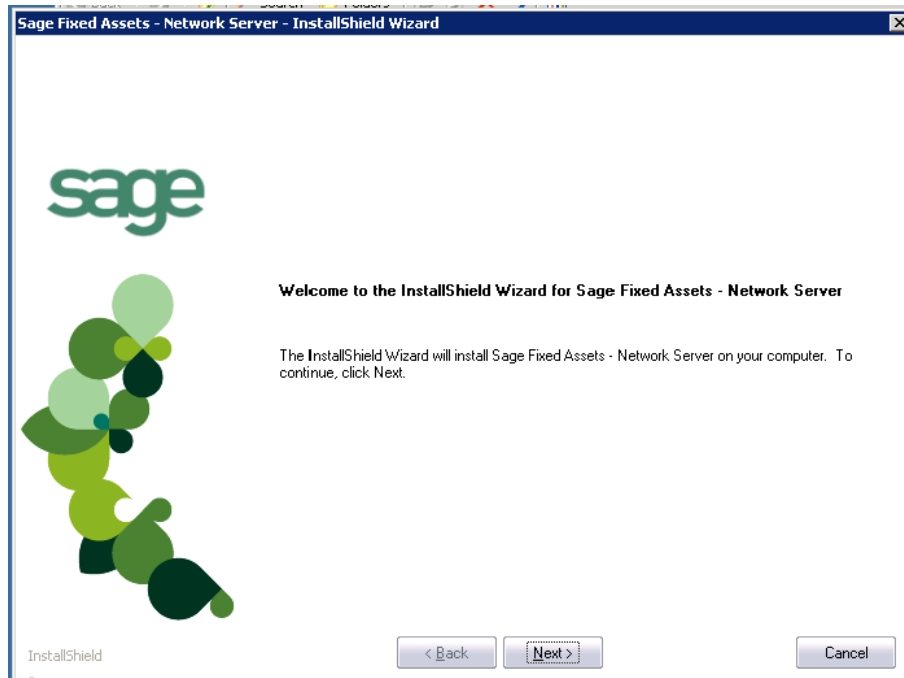 Search Folders
Sage Fixed Assets - Network Server - InstallShield Wizard
sage
Welcome to the InstallShield Wizard for Sage Fixed Assets - Network Server
The InstallShield Wizard will install Sage Fixed Assets - Network Server on your computer. To
continue, click Next.
InstallShield
< Back
Next >
Cancel